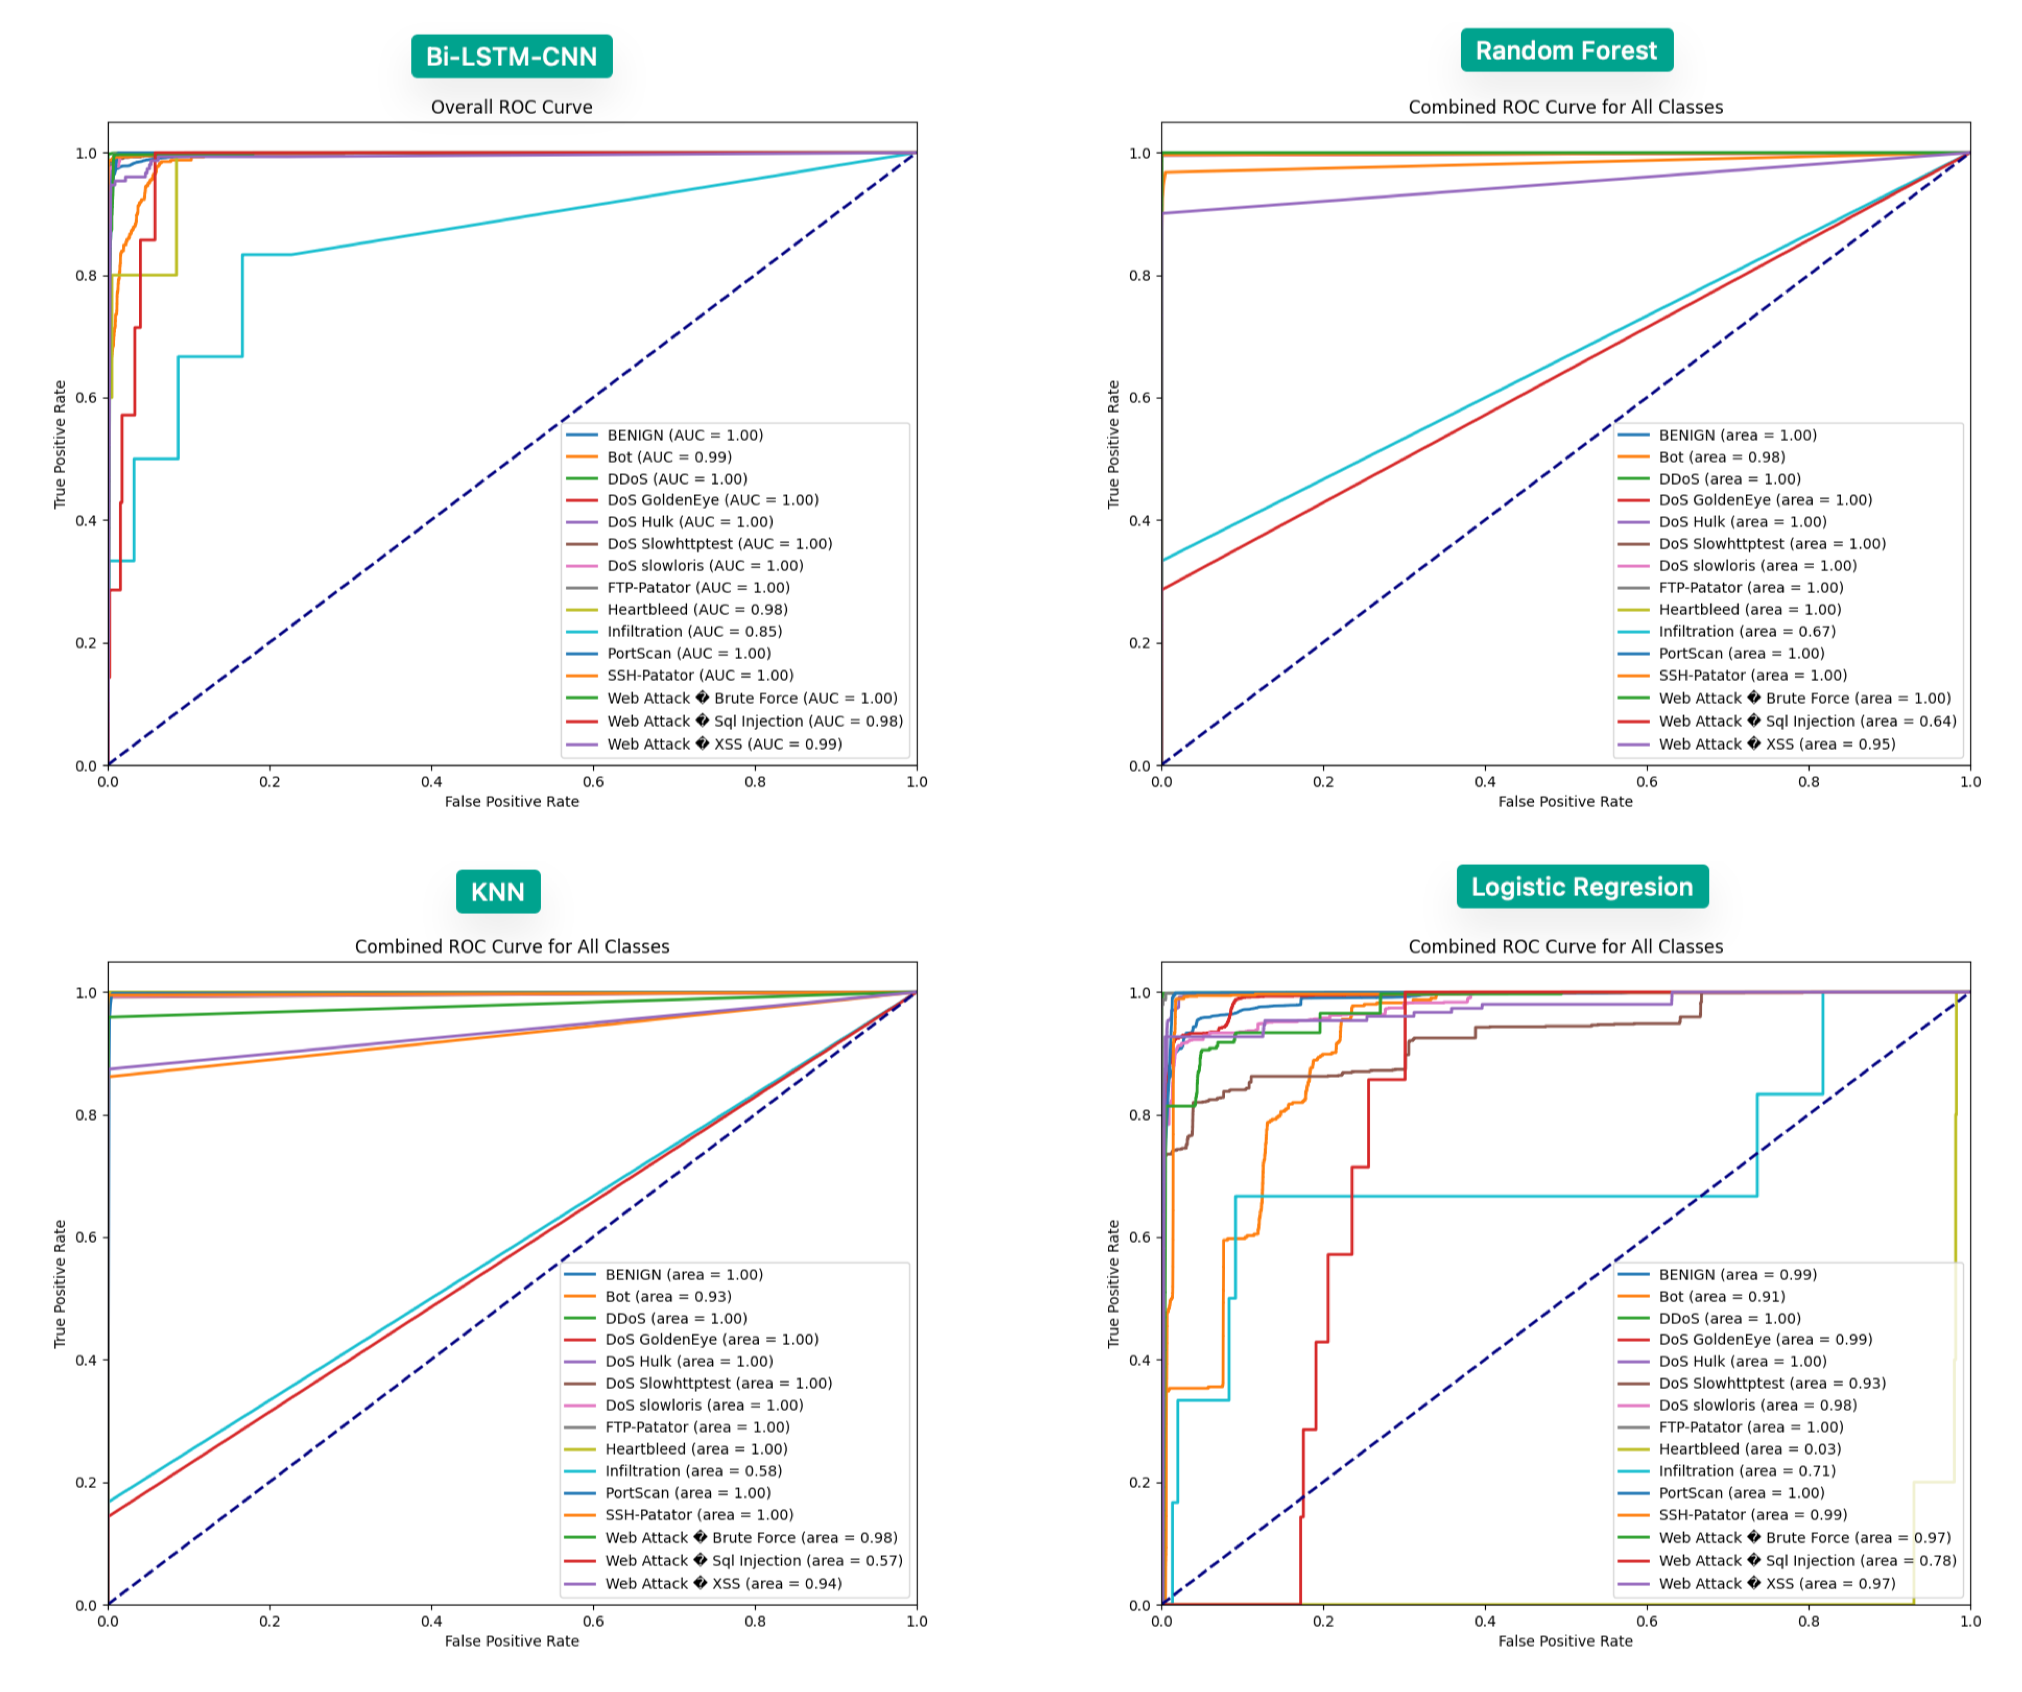 Bi-LSTM-CNN
Overall ROC Curve
1.0
0.8
0.6
0.4
0.2
0.0
True Positive Rate
BENIGN (AUC = 1.00)
Bot (AUC = 0.99)
DDoS (AUC = 1.00)
DoS GoldenEye (AUC = 1.00)
DoS Hulk (AUC = 1.00)
DoS Slowhttptest (AUC = 1.00)
DoS slowloris (AUC = 1.00)
FTP-Patator (AUC = 1.00)
Heartbleed (AUC = 0.98)
Infiltration (AUC = 0.85)
PortScan (AUC = 1.00)
SSH-Patator (AUC = 1.00)
Web Attack � Brute Force (AUC = 1.00)
Web Attack � Sql Injection (AUC = 0.98)
Web Attack � XSS (AUC = 0.99)
0.0 0.2 0.4 0.6 0.8 1.0
False Positive Rate
Random Forest
Combined ROC Curve for All Classes
1.0
0.8
0.6
0.4
0.2
0.0
True Positive Rate
BENIGN (area = 1.00)
Bot (area = 0.98)
DDoS (area = 1.00)
DoS GoldenEye (area = 1.00)
DoS Hulk (area = 1.00)
DoS Slowhttptest (area = 1.00)
DoS slowloris (area = 1.00)
FTP-Patator (area = 1.00)
Heartbleed (area = 1.00)
Infiltration (area = 0.67)
PortScan (area = 1.00)
SSH-Patator (area = 1.00)
Web Attack � Brute Force (area = 1.00)
Web Attack � Sql Injection (area = 0.64)
Web Attack � XSS (area = 0.95)
0.0 0.2 0.4 0.6 0.8 1.0
False Positive Rate
KNN
Combined ROC Curve for All Classes
1.0
0.8
0.6
0.4
0.2
0.0
True Positive Rate
BENIGN (area = 1.00)
Bot (area = 0.93)
DDoS (area = 1.00)
DoS GoldenEye (area = 1.00)
DoS Hulk (area = 1.00)
DoS Slowhttptest (area = 1.00)
DoS slowloris (area = 1.00)
FTP-Patator (area = 1.00)
Heartbleed (area = 1.00)
Infiltration (area = 0.58)
PortScan (area = 1.00)
SSH-Patator (area = 1.00)
Web Attack � Brute Force (area = 0.98)
Web Attack � Sql Injection (area = 0.57)
Web Attack � XSS (area = 0.94)
0.0 0.2 0.4 0.6 0.8 1.0
False Positive Rate
Logistic Regresion
Combined ROC Curve for All Classes
1.0
0.8
0.6
0.4
0.2
0.0
True Positive Rate
BENIGN (area = 0.99)
Bot (area = 0.91)
DDoS (area = 1.00)
DoS GoldenEye (area = 0.99)
DoS Hulk (area = 1.00)
DoS Slowhttptest (area = 0.93)
DoS slowloris (area = 0.98)
FTP-Patator (area = 1.00)
Heartbleed (area = 0.03)
Infiltration (area = 0.71)
PortScan (area = 1.00)
SSH-Patator (area = 0.99)
Web Attack � Brute Force (area = 0.97)
Web Attack � Sql Injection (area = 0.78)
Web Attack � XSS (area = 0.97)
0.0 0.2 0.4 0.6 0.8 1.0
False Positive Rate